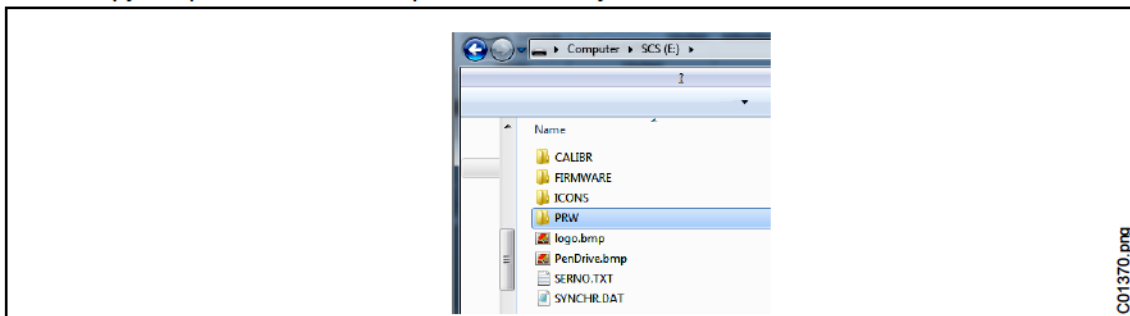 Computer ▸ SCS (E:) ▸
Name
CALIBR
FIRMWARE
ICONS
PRW
logo.bmp
PenDrive.bmp
SERNO.TXT
SYNCHR.DAT
C01370.png